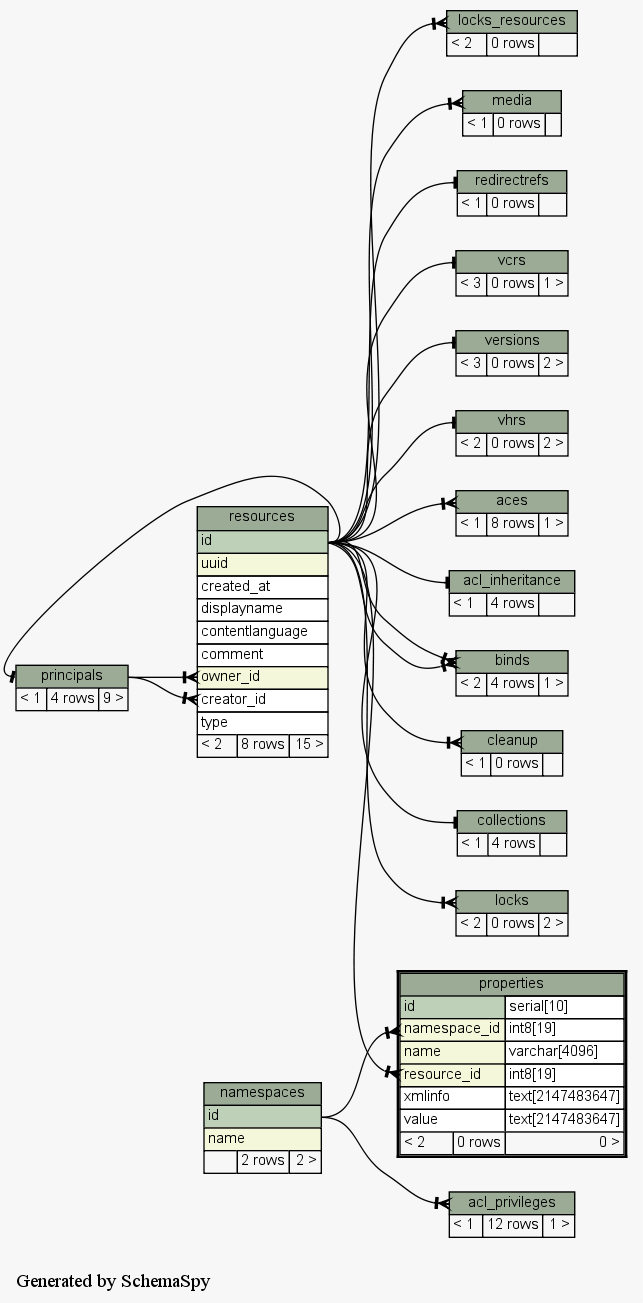 locks_resources
< 2 0 rows
media
< 1 0 rows
redirectrefs
< 1 0 rows
vcrs
< 3 0 rows 1 >
versions
< 3 0 rows 2 >
vhrs
< 2 0 rows 2 >
aces
< 1 8 rows 1 >
resources
id
uuid
created_at
displayname
contentlanguage
comment
owner_id
creator_id
type
< 2 8 rows 15 >
acl_inheritance
< 1 4 rows
principals
< 1 4 rows 9 >
binds
< 2 4 rows 1 >
cleanup
< 1 0 rows
collections
< 1 4 rows
locks
< 2 0 rows 2 >
properties
id serial[10]
namespace_id int8[19]
name varchar[4096]
resource_id int8[19]
xmlinfo text[2147483647]
value text[2147483647]
< 2 0 rows 0 >
namespaces
id
name
2 rows 2 >
acl_privileges
< 1 12 rows 1 >
Generated by SchemaSpy